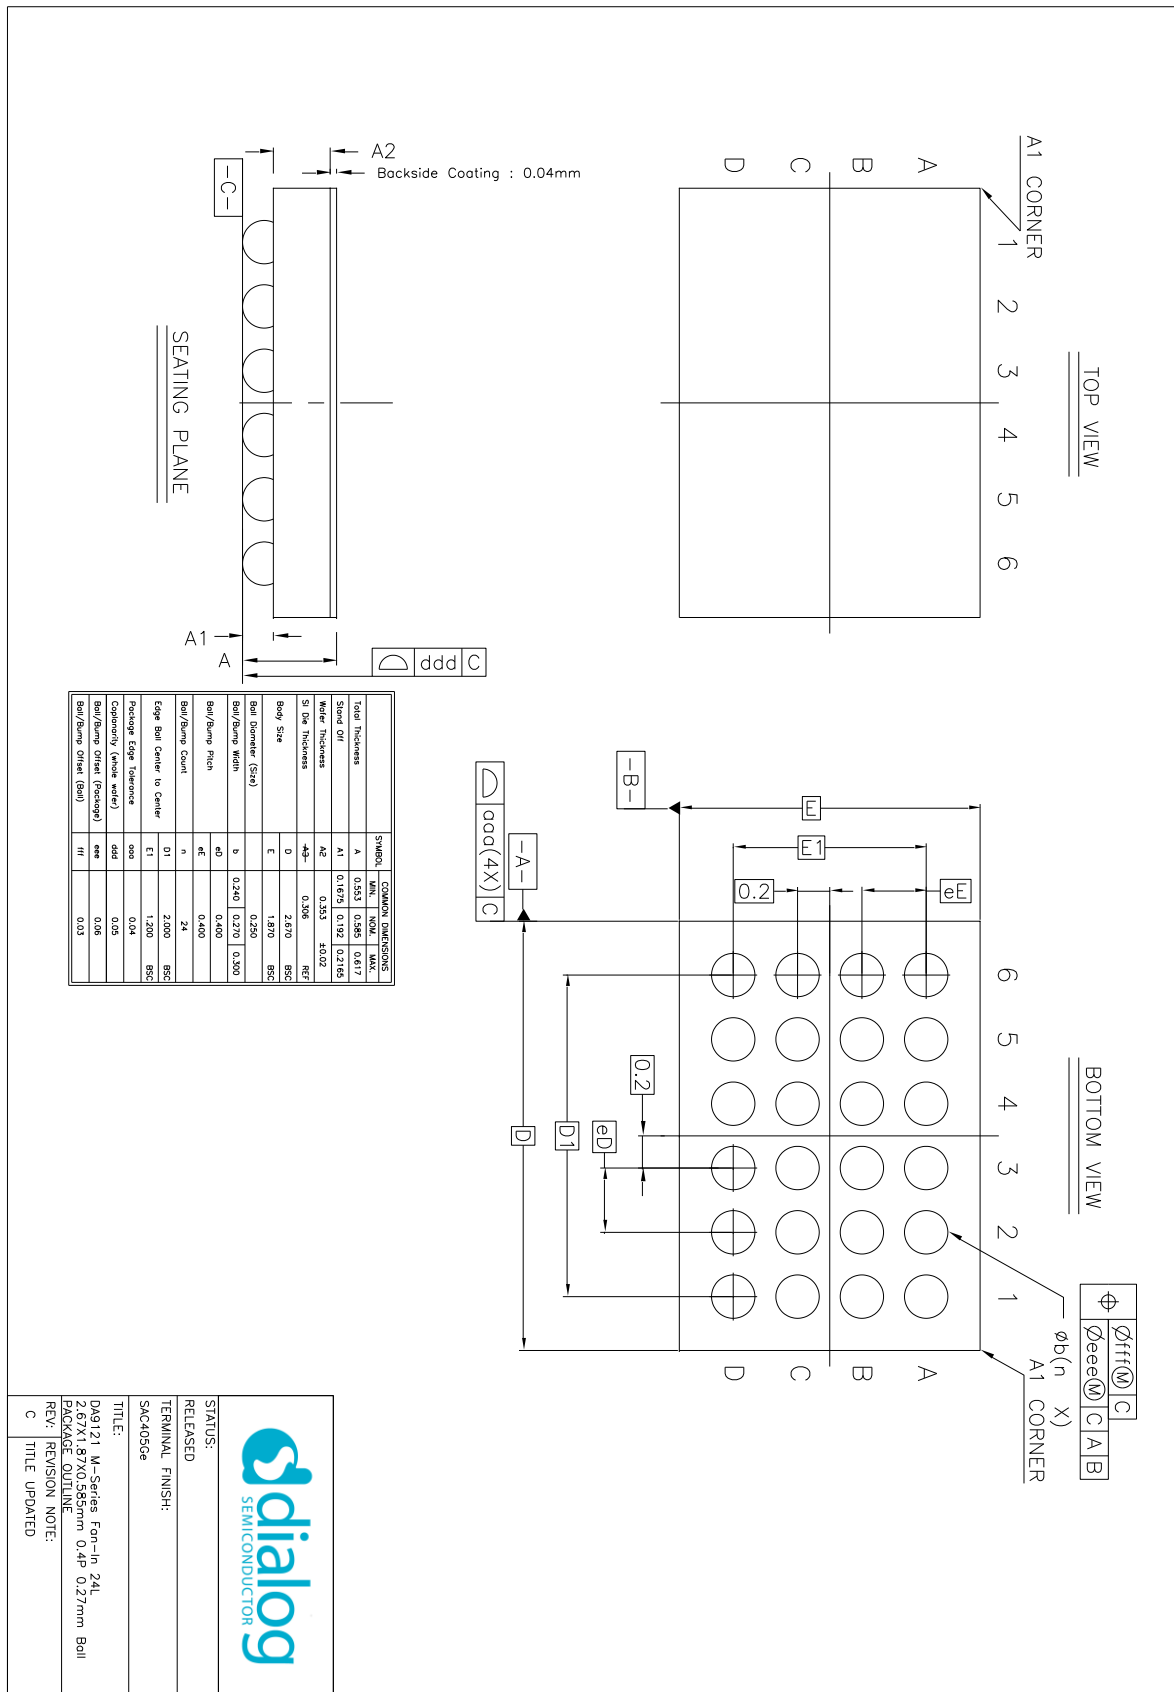 TOP VIEW
A1 CORNER
1 2 3 4 5 6
A
B
C
D
A2
Backside Coating : 0.04mm
-C-
SEATING PLANE
A1
A
ddd C
BOTTOM VIEW
6 5 4 3 2 1
A
B
C
D
A1 CORNER
Øb(n X)
Øfff Ⓜ C
Øeee Ⓜ C A B
-B-
E
E1
eE
0.2
-A-
aaa(4X) C
0.2
eD
D1
D
SYMBOL COMMON DIMENSIONS
MIN. NOM. MAX.
Total Thickness A 0.553 0.585 0.617
Stand Off A1 0.1675 0.192 0.2165
Wafer Thickness A2 0.353 ±0.02
SI Die Thickness A3 0.306 REF
Body Size D 2.670 BSC
E 1.870 BSC
Ball Diameter (Size) 0.250
Ball/Bump Width b 0.240 0.270 0.300
Ball/Bump Pitch eD 0.400
eE 0.400
Ball/Bump Count n 24
Edge Ball Center to Center D1 2.000 BSC
E1 1.200 BSC
Package Edge Tolerance aaa 0.04
Coplanarity (whole wafer) ddd 0.05
Ball/Bump Offset (Package) eee 0.06
Ball/Bump Offset (Ball) fff 0.03
dialog
SEMICONDUCTOR
STATUS:
RELEASED
TERMINAL FINISH:
SAC405Ge
TITLE:
DA9121 M-Series Fan-In 24L
2.67X1.87X0.585mm 0.4P 0.27mm Ball
PACKAGE OUTLINE
REV: REVISION NOTE:
C TITLE UPDATED